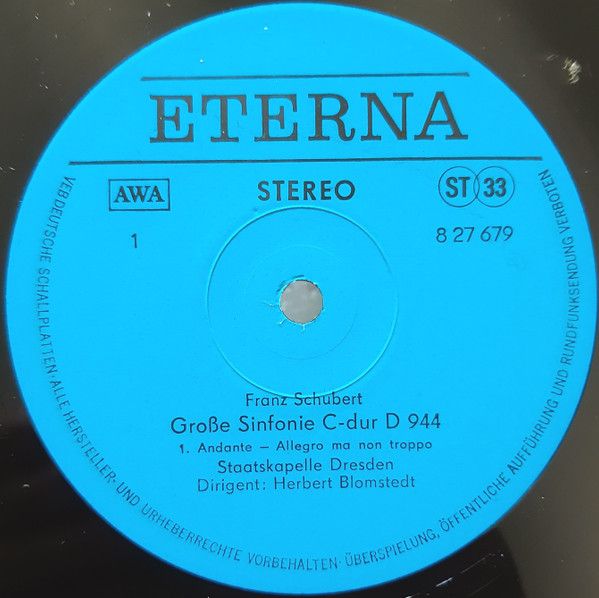 ETERNA
AWA
STEREO
ST 33
1
8 27 679
Franz Schubert
Große Sinfonie C-dur D 944
1. Andante – Allegro ma non troppo
Staatskapelle Dresden
Dirigent: Herbert Blomstedt
VEB DEUTSCHE SCHALLPLATTEN · ALLE HERSTELLER- UND URHEBERRECHTE VORBEHALTEN · ÜBERSPIELUNG, ÖFFENTLICHE AUFFÜHRUNG UND RUNDFUNKSENDUNG VERBOTEN